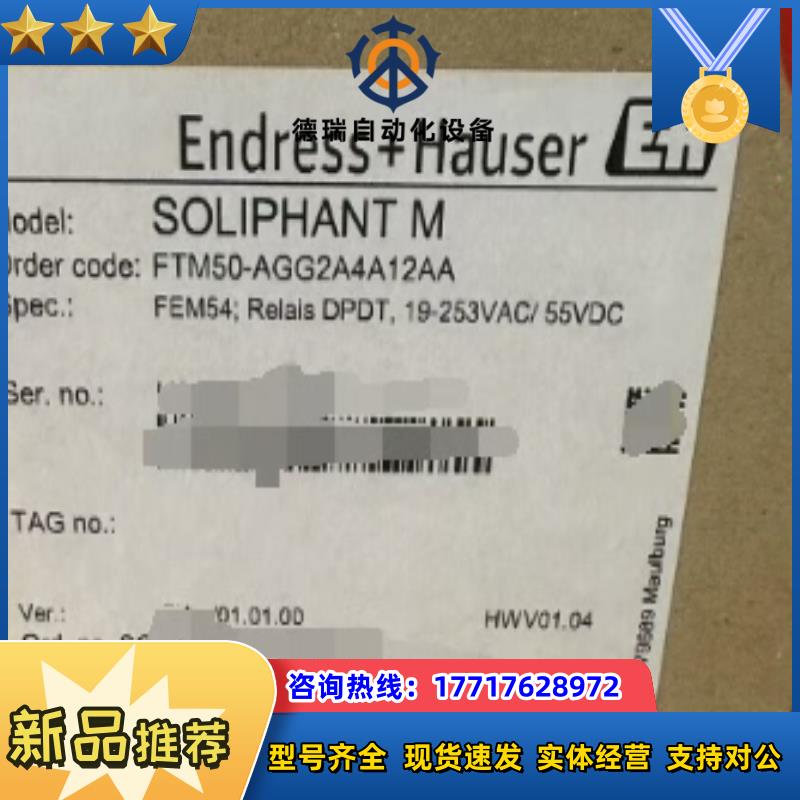 德瑞自动化设备
Endress+Hauser EH
Model: SOLIPHANT M
Order code: FTM50-AGG2A4A12AA
Spec.: FEM54; Relais DPDT, 19-253VAC/ 55VDC
Ser. no.:
TAG no.:
Ver.: /01.01.00 HWV01.04
79689 Maulburg
咨询热线：17717628972
新品推荐
型号齐全 现货速发 实体经营 支持对公